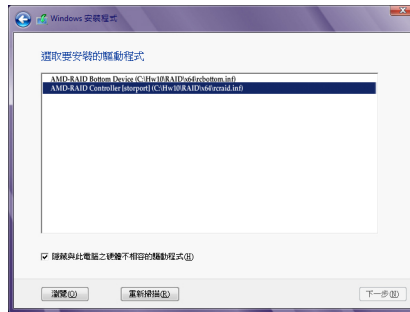 Windows 安裝程式
選取要安裝的驅動程式
AMD-RAID Bottom Device (C:\Hw10\RAID\x64\rcbottom.inf)
AMD-RAID Controller [storport] (C:\Hw10\RAID\x64\rcraid.inf)
隱藏與此電腦之硬體不相容的驅動程式(H)
瀏覽(O) 重新掃描(R) 下一步(N)